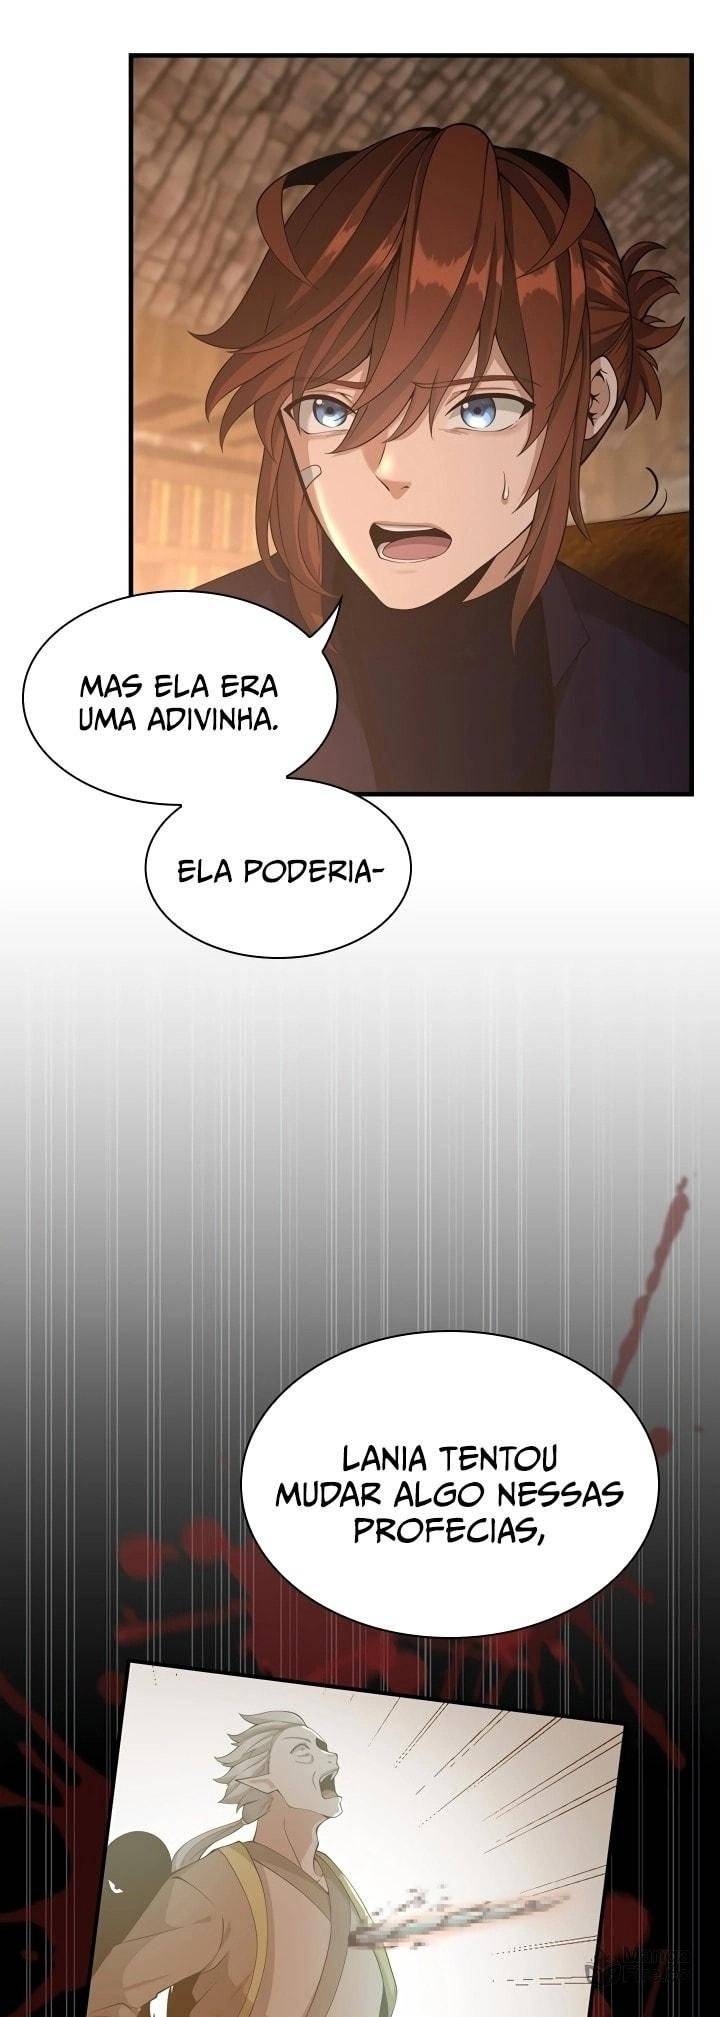 MAS ELA ERA
UMA ADIVINHA.
ELA PODERIA-
LANIA TENTOU
MUDAR ALGO NESSAS
PROFECIAS,